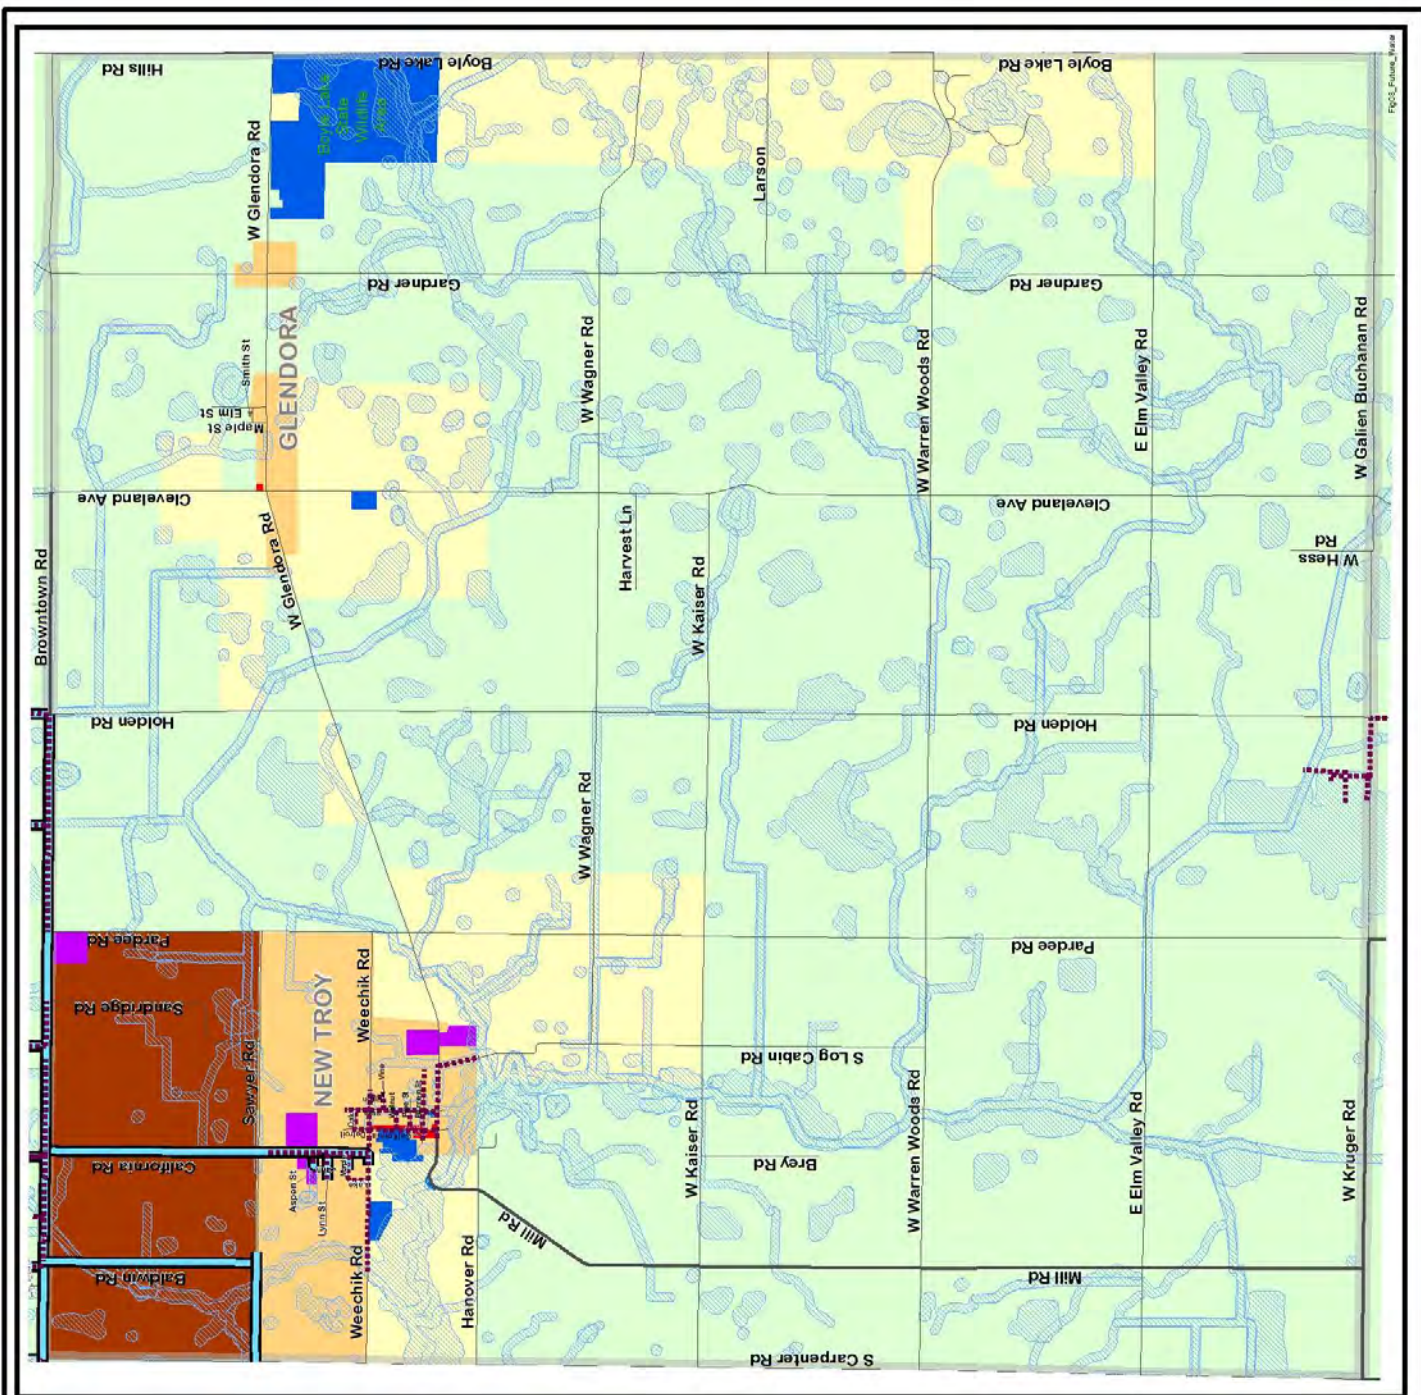 Fig08_Future_Water
Hills Rd
Boyle Lake Rd
Boyle Lake Rd
Boyle Lake
State
Wildlife
Area
W Glendora Rd
Larson
Gardner Rd
Gardner Rd
GLENDORA
Smith St
Elm St
Maple St
W Wagner Rd
W Warren Woods Rd
E Elm Valley Rd
W Galien Buchanan Rd
Cleveland Ave
Cleveland Ave
W Glendora Rd
Harvest Ln
W Hess
Rd
Browntown Rd
W Kaiser Rd
Holden Rd
Holden Rd
W Wagner Rd
Pardee Rd
Pardee Rd
Sandridge Rd
NEW TROY
Weechik Rd
Sawyer Rd
S Log Cabin Rd
Vine
W Kaiser Rd
W Warren Woods Rd
E Elm Valley Rd
W Kruger Rd
California Rd
Brey Rd
Aspen St
Lynn St
Mill Rd
Baldwin Rd
Weechik Rd
Hanover Rd
Mill Rd
S Carpenter Rd